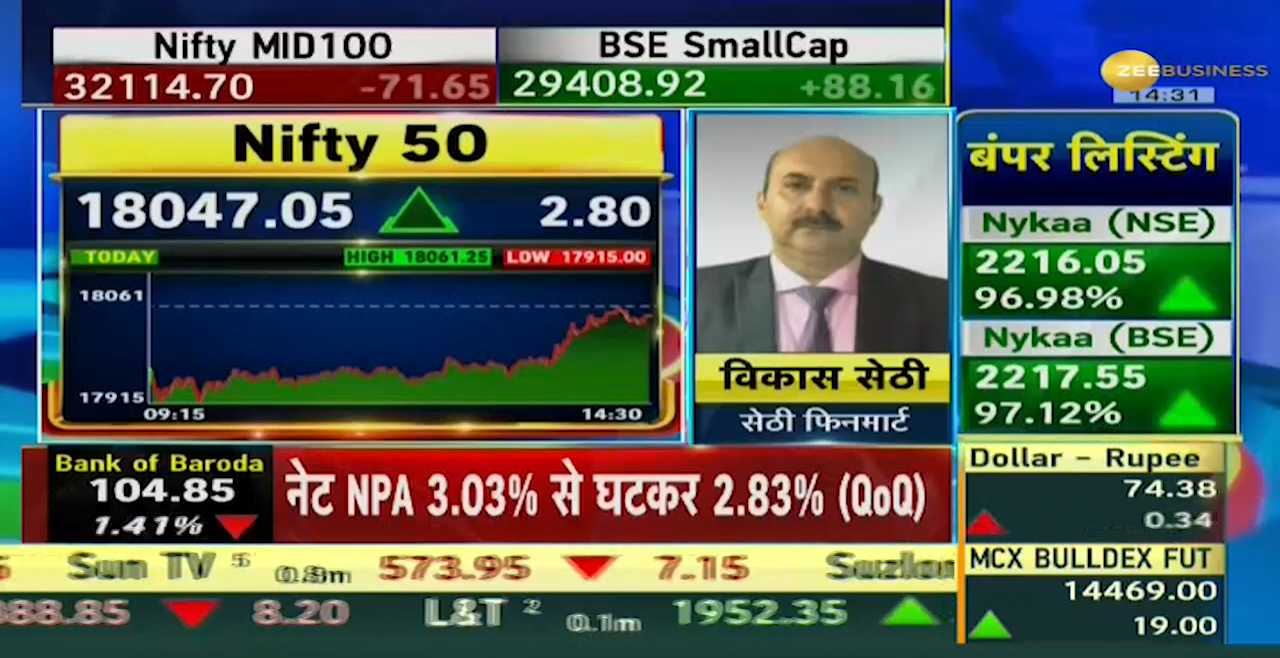 Nifty MID100
32114.70 -71.65
BSE SmallCap
29408.92 +88.16
ZEEBUSINESS
14:31
Nifty 50
18047.05 2.80
TODAY HIGH 18061.25 LOW 17915.00
18061
17915
09:15 14:30
विकास सेठी
सेठी फिनमार्ट
बंपर लिस्टिंग
Nykaa (NSE)
2216.05
96.98%
Nykaa (BSE)
2217.55
97.12%
Bank of Baroda
104.85
1.41%
नेट NPA 3.03% से घटकर 2.83% (QoQ)
Dollar - Rupee
74.38
0.34
MCX BULLDEX FUT
14469.00
19.00
Sun TV 573.95 7.15
88.85 8.20 L&T 2 0.1m 1952.35